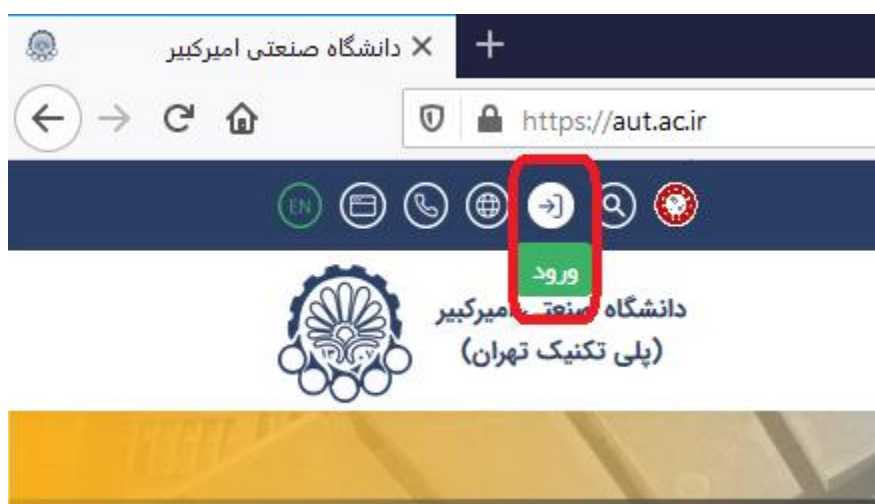 دانشگاه صنعتی امیرکبیر
https://aut.ac.ir
EN
ورود
دانشگاه صنعتی امیرکبیر
(پلی تکنیک تهران)